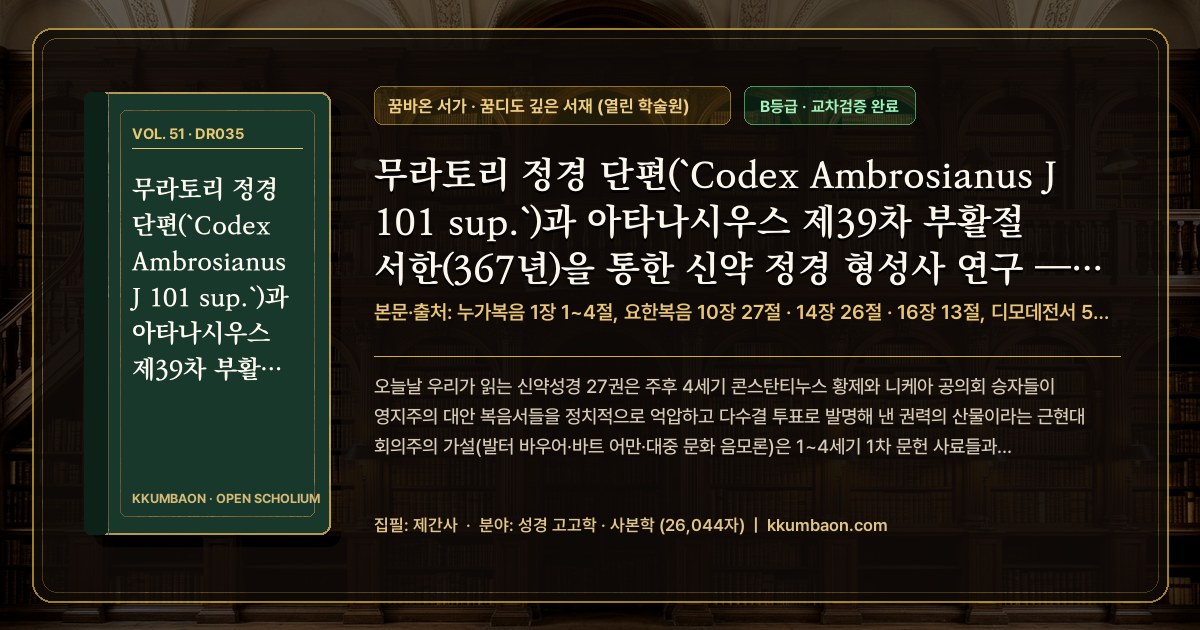 VOL. 51 · DR035
무라토리 정경
단편(`Codex
Ambrosianus
J 101 sup.`)과
아타나시우스
제39차 부활···
KKUMBAON · OPEN SCHOLIUM
꿈바온 서가 · 꿈디도 깊은 서재 (열린 학술원)
B등급 · 교차검증 완료
무라토리 정경 단편(`Codex Ambrosianus J
101 sup.`)과 아타나시우스 제39차 부활절
서한(367년)을 통한 신약 정경 형성사 연구 —···
본문·출처: 누가복음 1장 1~4절, 요한복음 10장 27절 · 14장 26절 · 16장 13절, 디모데전서 5...
오늘날 우리가 읽는 신약성경 27권은 주후 4세기 콘스탄티누스 황제와 니케아 공의회 승자들이
영지주의 대안 복음서들을 정치적으로 억압하고 다수결 투표로 발명해 낸 권력의 산물이라는 근현대
회의주의 가설(발터 바우어·바트 어만·대중 문화 음모론)은 1~4세기 1차 문헌 사료들과...
집필: 제간사 · 분야: 성경 고고학 · 사본학 (26,044자) | kkumbaon.com